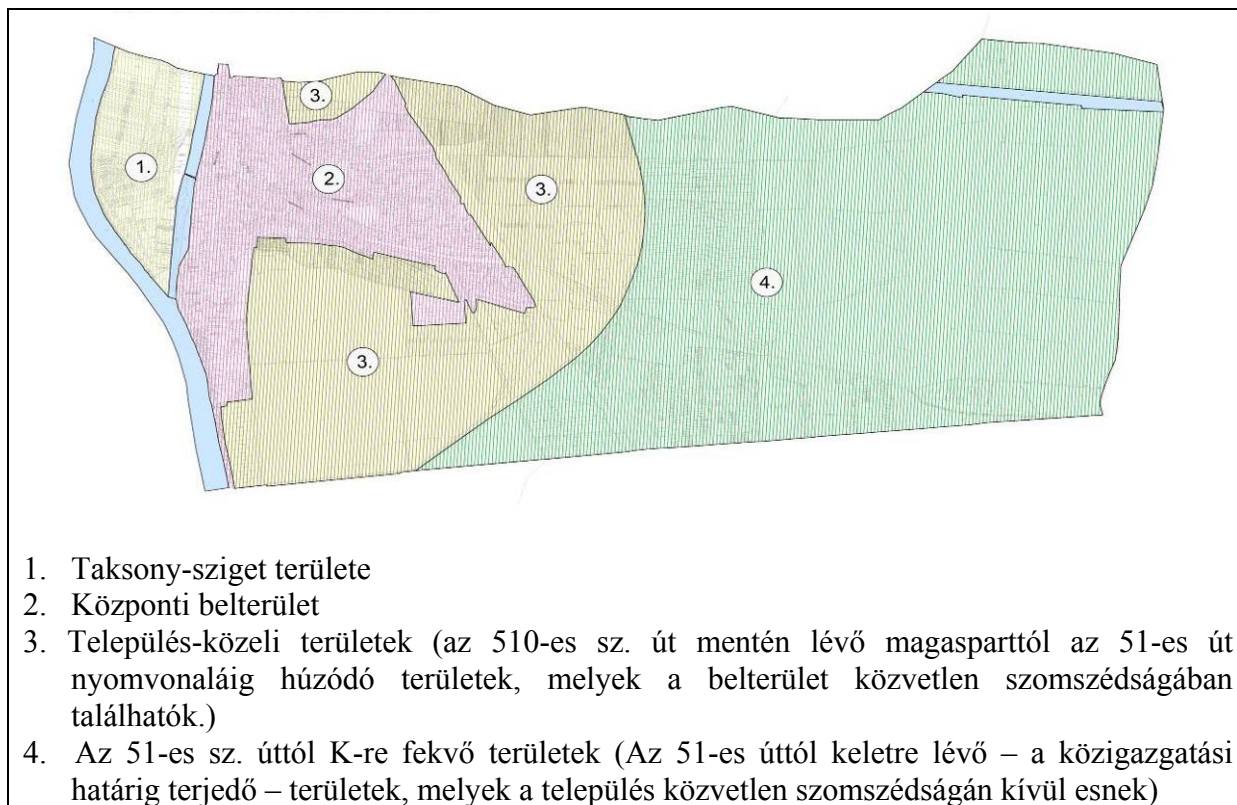 3.
1.
2.
3.
4.
3.
1. Taksony-sziget területe
2. Központi belterület
3. Település-közeli területek (az 510-es sz. út mentén lévő magasparttól az 51-es út
nyomvonaláig húzódó területek, melyek a belterület közvetlen szomszédságában
találhatók.)
4. Az 51-es sz. úttól K-re fekvő területek (Az 51-es úttól keletre lévő – a közigazgatási
határig terjedő – területek, melyek a település közvetlen szomszédságán kívül esnek)